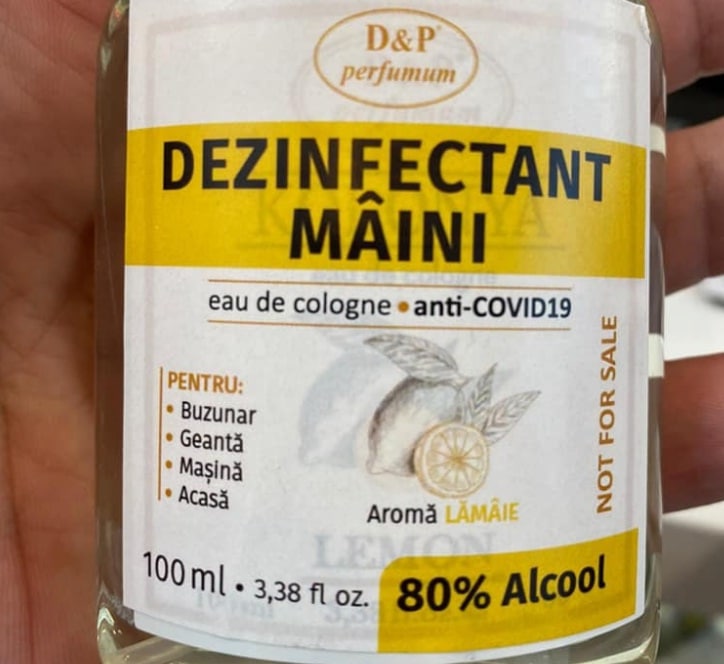 D&P®
perfumum
DEZINFECTANT
MÂINI
eau de cologne • anti-COVID19
PENTRU:
• Buzunar
• Geantă
• Mașină
• Acasă
Aromă LĂMÂIE
NOT FOR SALE
LEMON
100 ml • 3,38 fl oz.
80% Alcool